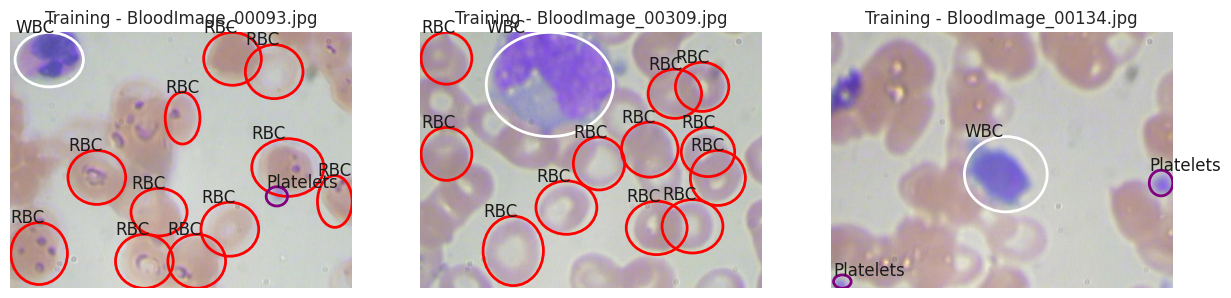 Training - BloodImage_00093.jpg
WBC
RBC
RBC
RBC
RBC
RBC
RBC
Platelets
RBC
RBC
RBC
RBC
RBC
Training - BloodImage_00309.jpg
RBC
WBC
RBC
RBC
RBC
RBC
RBC
RBC
RBC
RBC
RBC
RBC
RBC
Training - BloodImage_00134.jpg
WBC
Platelets
Platelets